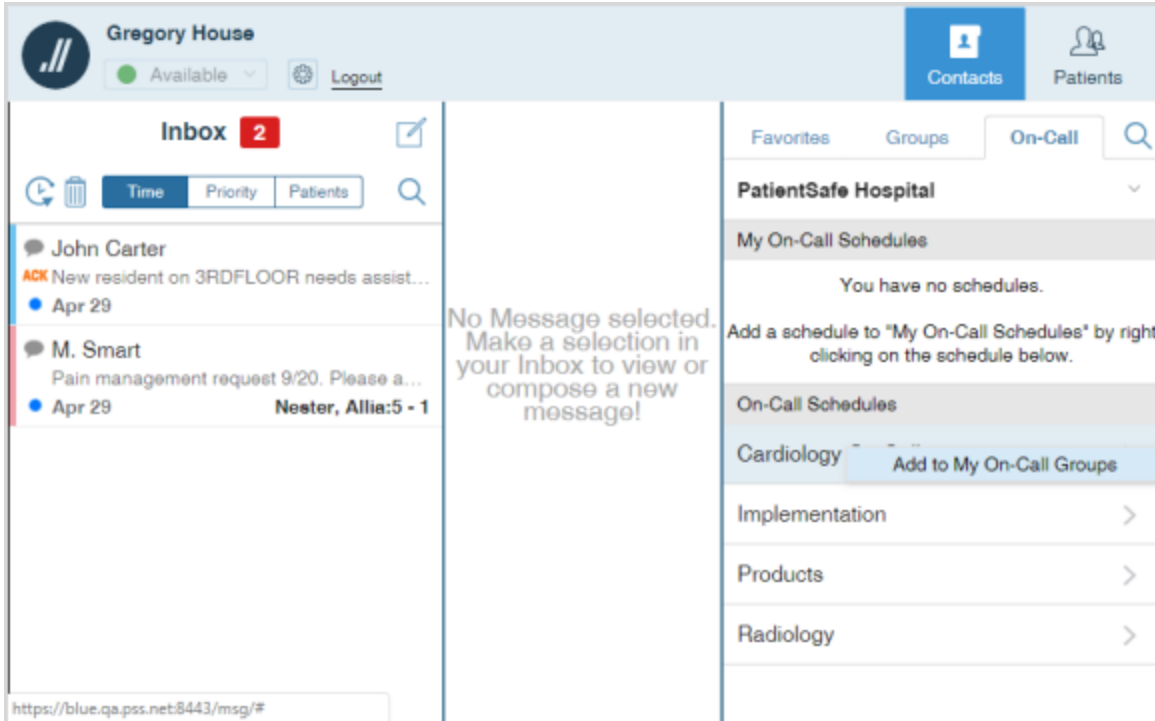 Gregory House
Available
Logout
Contacts
Patients
Inbox 2
Time Priority Patients
John Carter
ACK New resident on 3RDFLOOR needs assist...
Apr 29
M. Smart
Pain management request 9/20. Please a...
Apr 29 Nester, Allia:5 - 1
No Message selected.
Make a selection in
your Inbox to view or
compose a new
message!
Favorites Groups On-Call
PatientSafe Hospital
My On-Call Schedules
You have no schedules.
Add a schedule to "My On-Call Schedules" by right
clicking on the schedule below.
On-Call Schedules
Cardiology
Add to My On-Call Groups
Implementation
Products
Radiology
https://blue.qa.pss.net:8443/msg/#